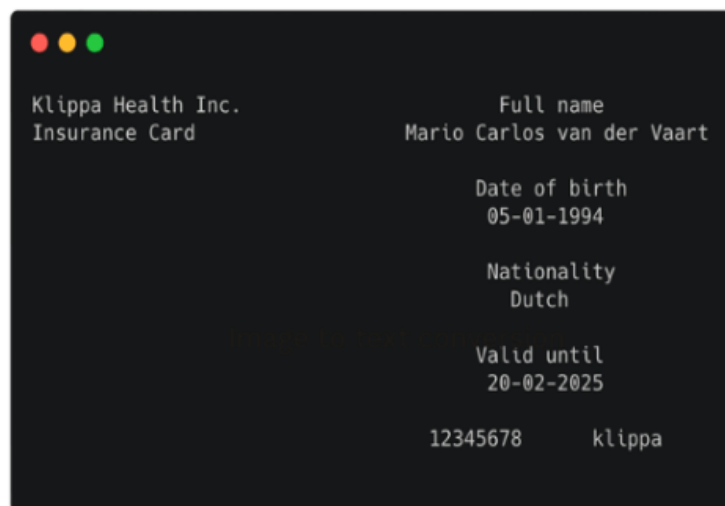 Klippa Health Inc.
Insurance Card
Full name
Mario Carlos van der Vaart
Date of birth
05-01-1994
Nationality
Dutch
Valid until
20-02-2025
12345678 klippa